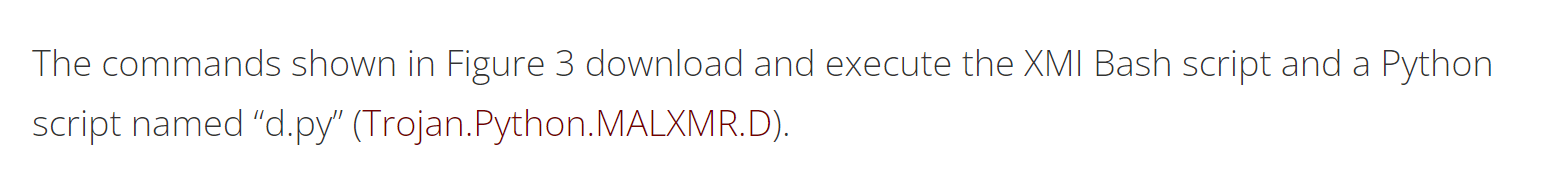 The commands shown in Figure 3 download and execute the XMI Bash script and a Python
script named “d.py” (Trojan.Python.MALXMR.D).